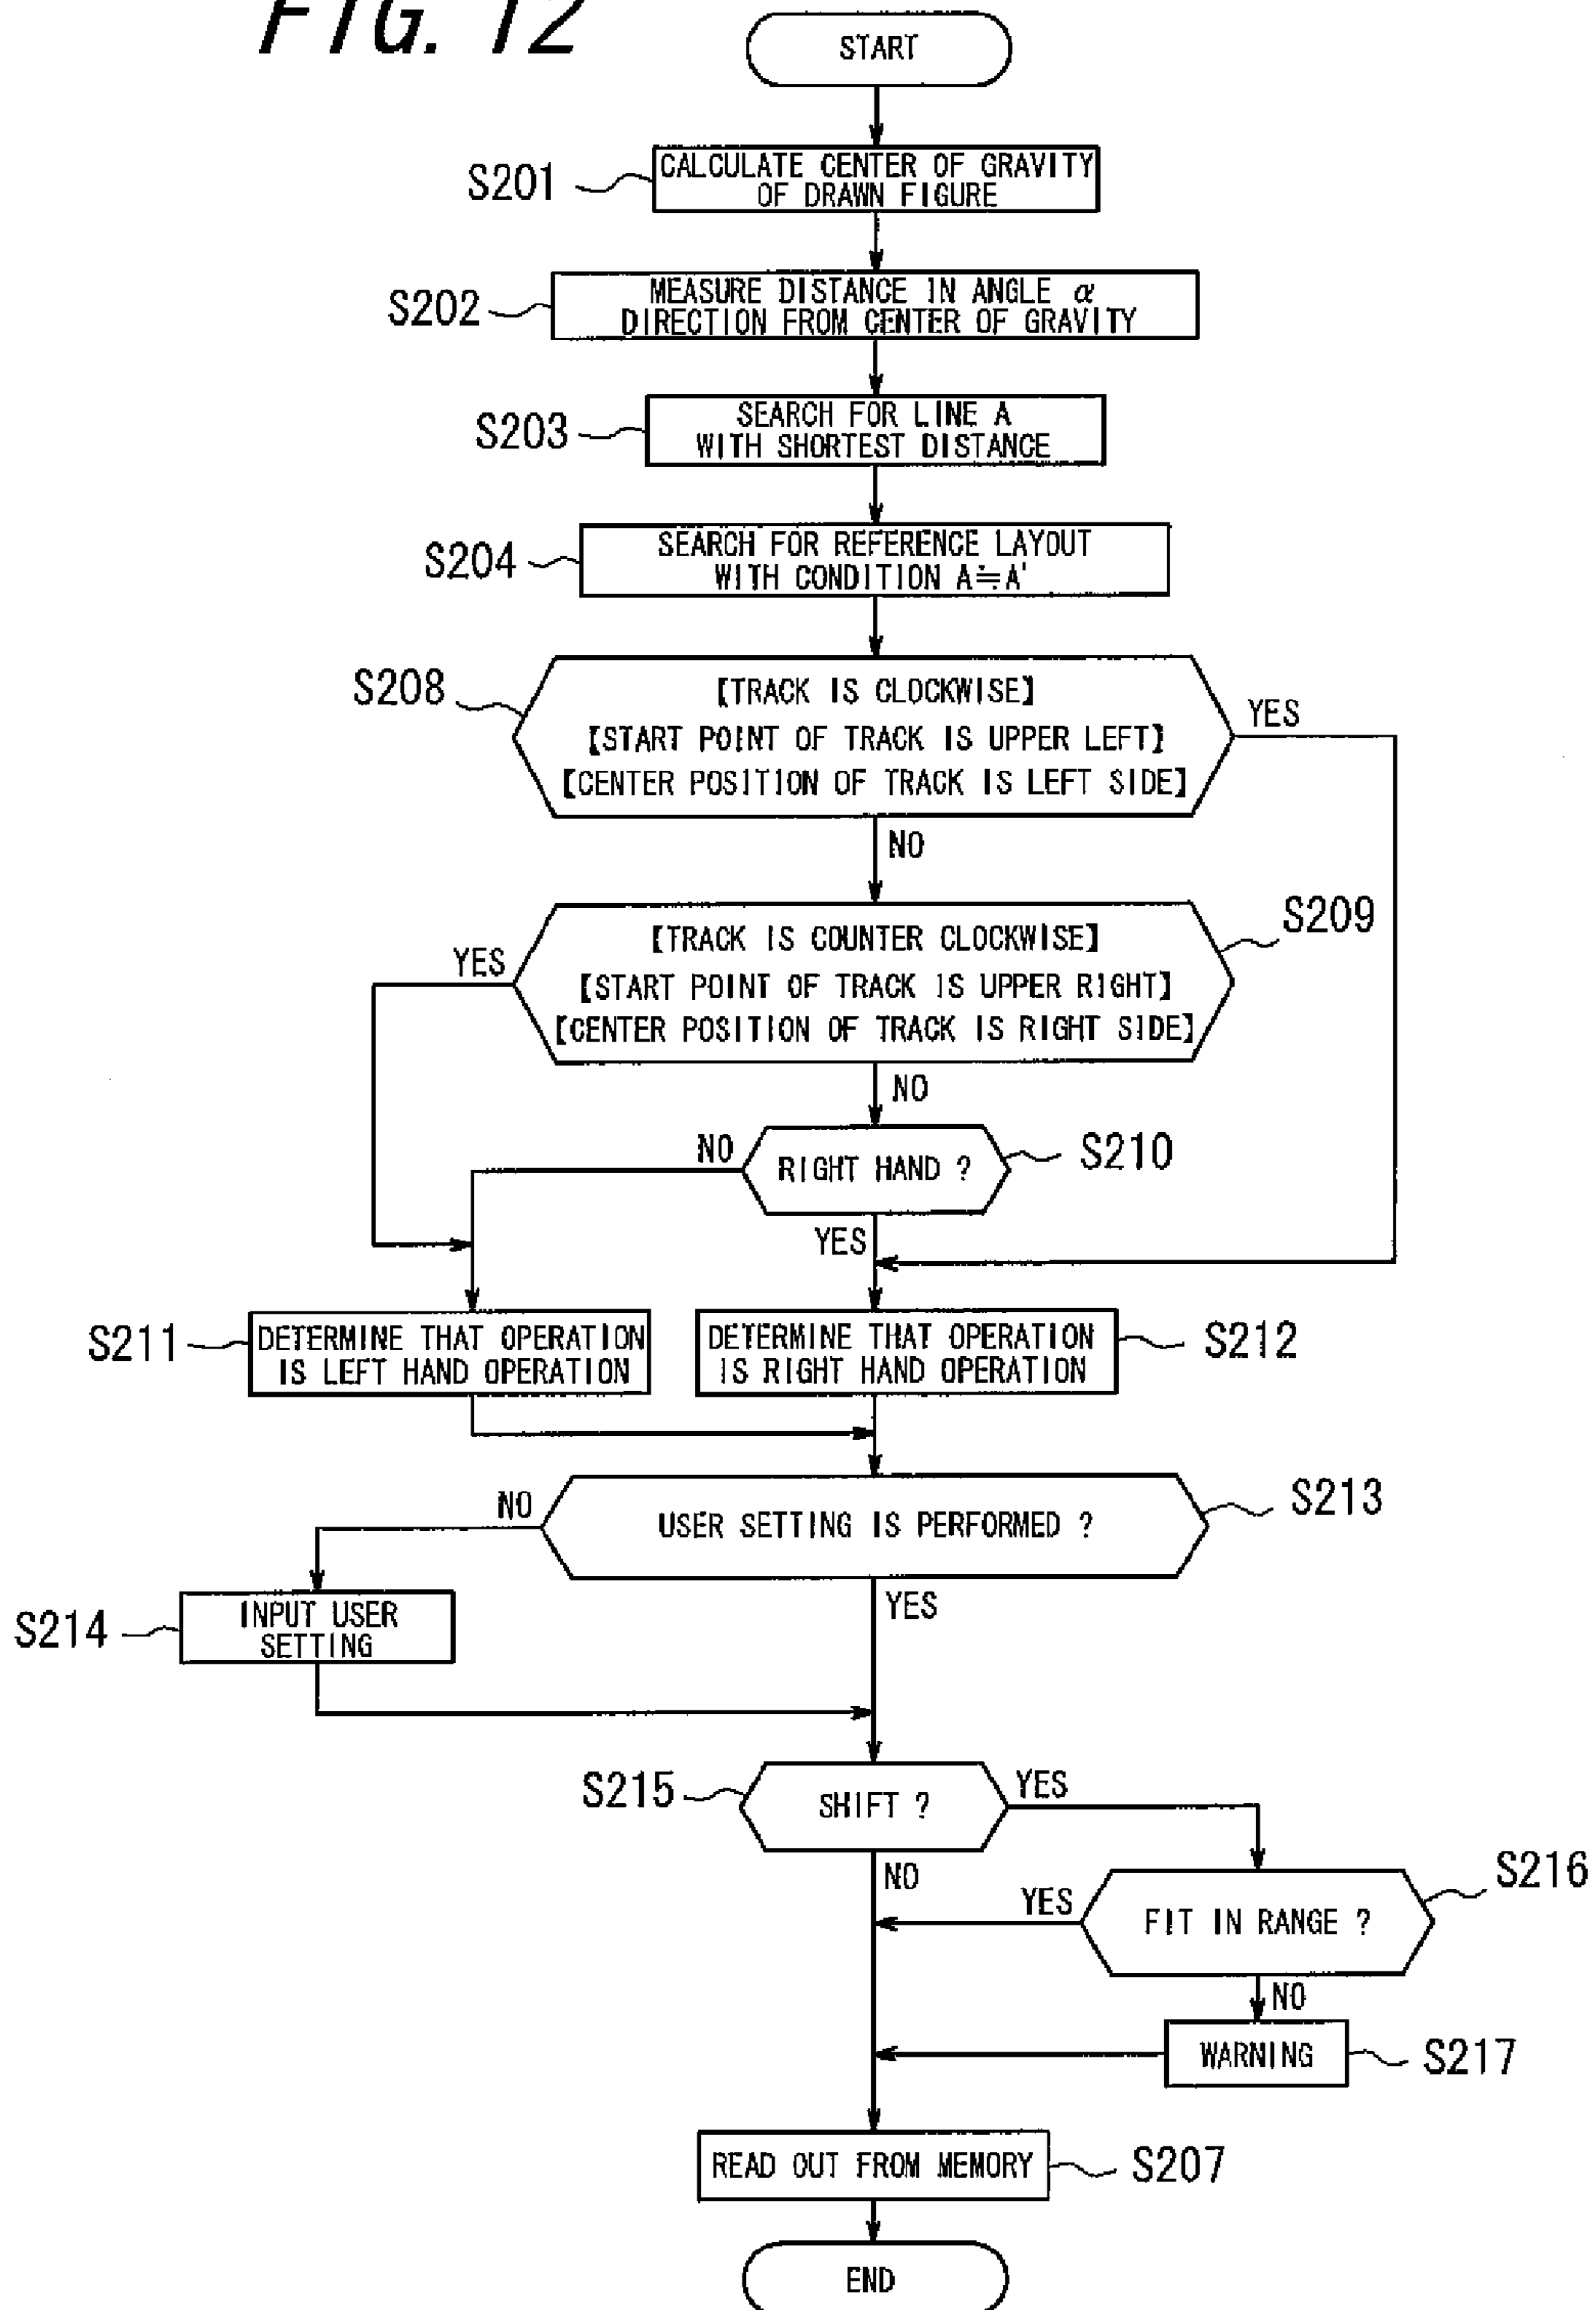 FIG. 12
START
S201
CALCULATE CENTER OF GRAVITY
OF DRAWN FIGURE
S202
MEASURE DISTANCE IN ANGLE α
DIRECTION FROM CENTER OF GRAVITY
S203
SEARCH FOR LINE A
WITH SHORTEST DISTANCE
S204
SEARCH FOR REFERENCE LAYOUT
WITH CONDITION A≒A'
S208
【TRACK IS CLOCKWISE】
【START POINT OF TRACK IS UPPER LEFT】
【CENTER POSITION OF TRACK IS LEFT SIDE】
YES
NO
S209
【TRACK IS COUNTER CLOCKWISE】
【START POINT OF TRACK IS UPPER RIGHT】
【CENTER POSITION OF TRACK IS RIGHT SIDE】
YES
NO
S210
RIGHT HAND ?
NO
YES
S211
DETERMINE THAT OPERATION
IS LEFT HAND OPERATION
DETERMINE THAT OPERATION
IS RIGHT HAND OPERATION
S212
S213
USER SETTING IS PERFORMED ?
NO
YES
S214
INPUT USER
SETTING
S215
SHIFT ?
YES
NO
S216
FIT IN RANGE ?
YES
NO
WARNING
S217
READ OUT FROM MEMORY
S207
END